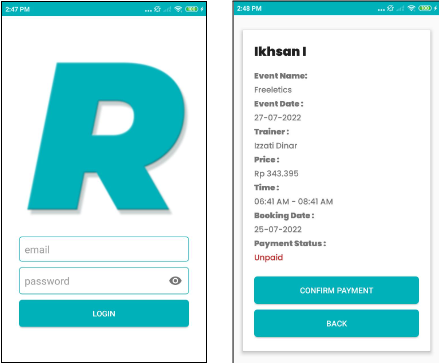 2:47 PM
100
R
email
password
LOGIN
2:48 PM
100
Ikhsan I
Event Name:
Freeletics
Event Date :
27-07-2022
Trainer :
Izzati Dinar
Price :
Rp 343.395
Time :
06:41 AM - 08:41 AM
Booking Date :
25-07-2022
Payment Status :
Unpaid
CONFIRM PAYMENT
BACK